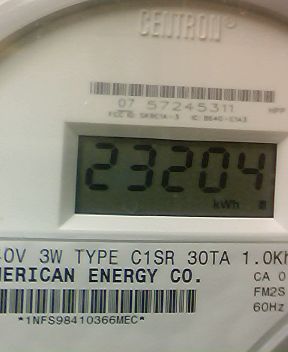 CENTRON®
07 57245311
23204
kWh
0V 3W TYPE C1SR 30TA 1.0Kh
MERICAN ENERGY CO.
CA 0
FM2S
60Hz
*1NFS98410366MEC*